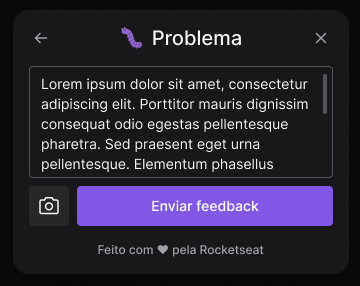 Problema
Lorem ipsum dolor sit amet, consectetur
adipiscing elit. Porttitor mauris dignissim
consequat odio egestas pellentesque
pharetra. Sed praesent eget urna
pellentesque. Elementum phasellus
Enviar feedback
Feito com ♥ pela Rocketseat